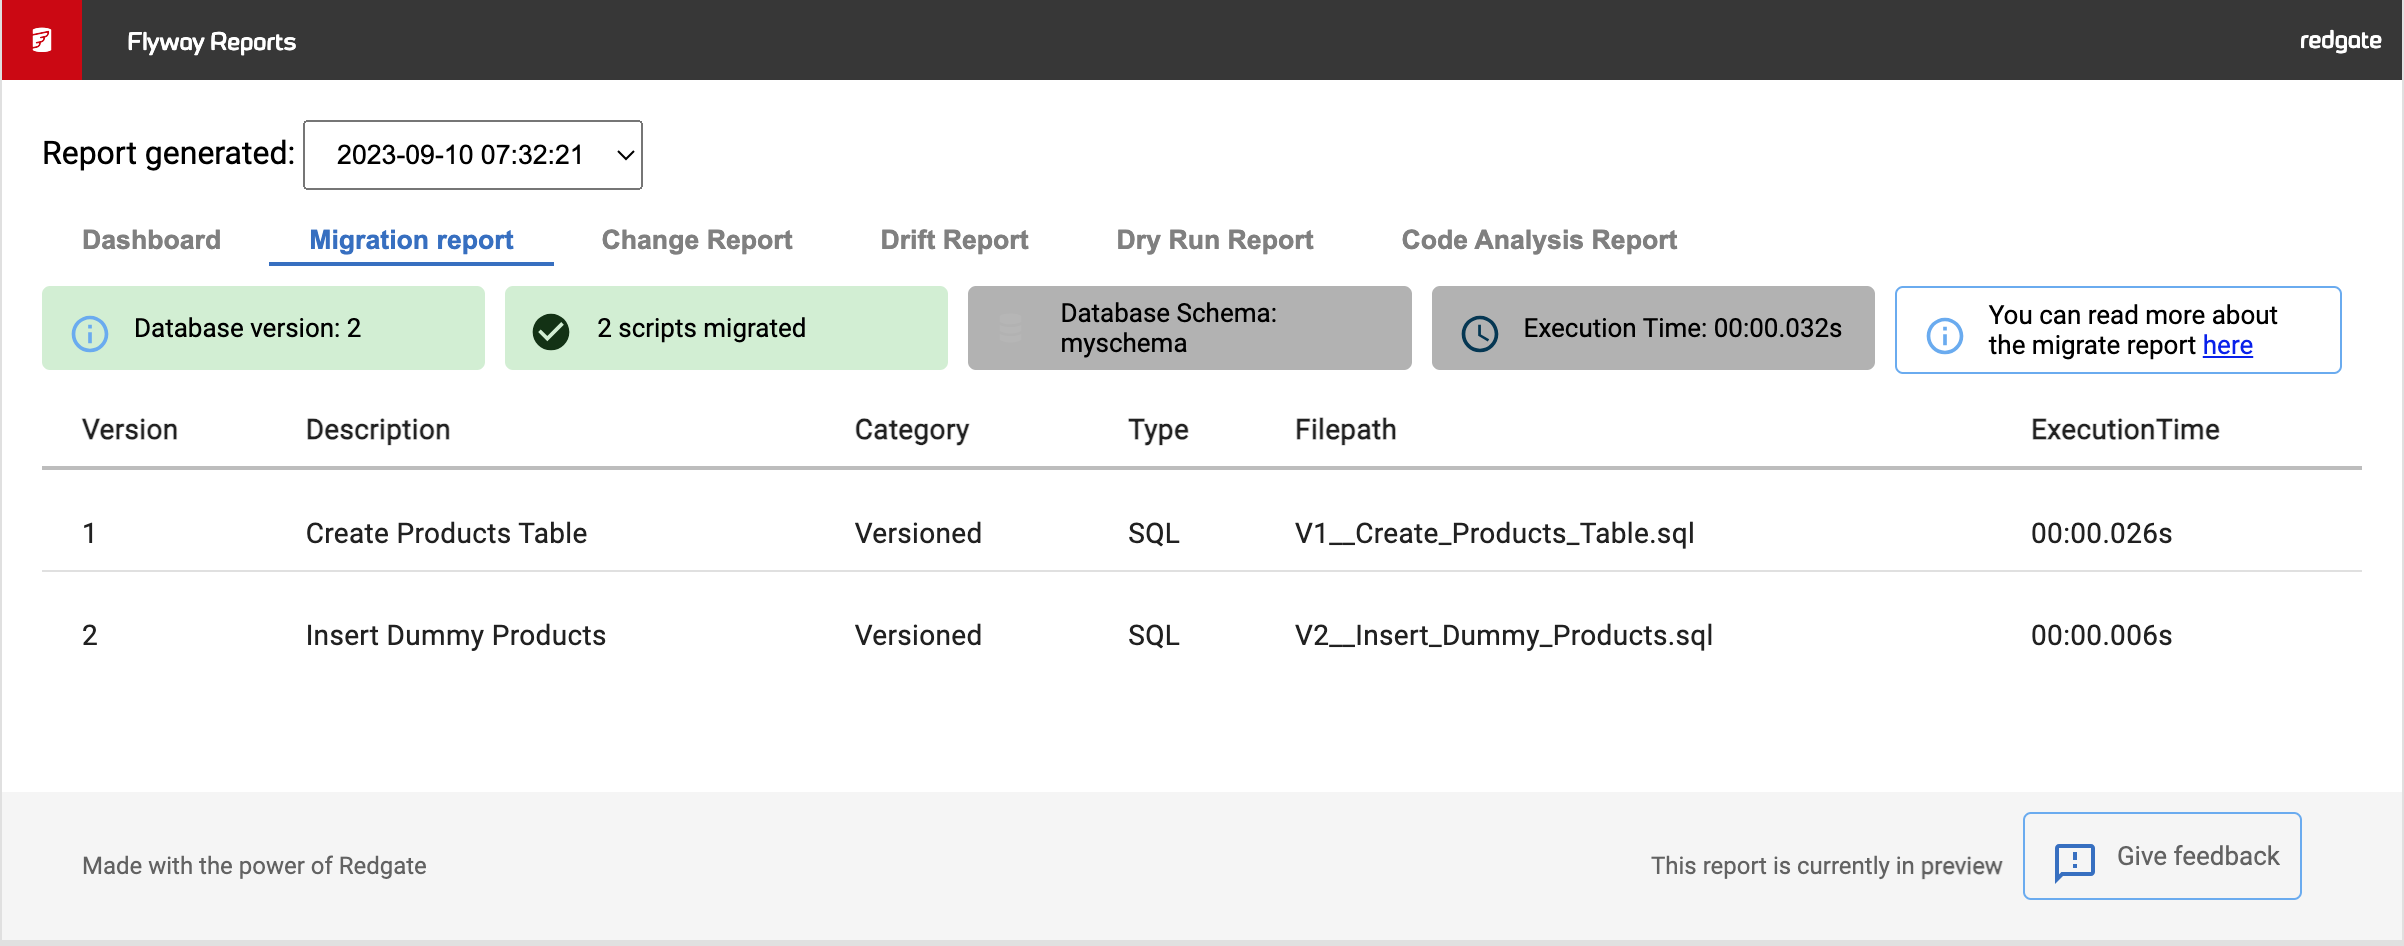 Flyway Reports
redgate
Report generated: 2023-09-10 07:32:21
Dashboard Migration report Change Report Drift Report Dry Run Report Code Analysis Report
Database version: 2
2 scripts migrated
Database Schema:
myschema
Execution Time: 00:00.032s
You can read more about
the migrate report here
Version Description Category Type Filepath ExecutionTime
1 Create Products Table Versioned SQL V1__Create_Products_Table.sql 00:00.026s
2 Insert Dummy Products Versioned SQL V2__Insert_Dummy_Products.sql 00:00.006s
Made with the power of Redgate
This report is currently in preview
Give feedback